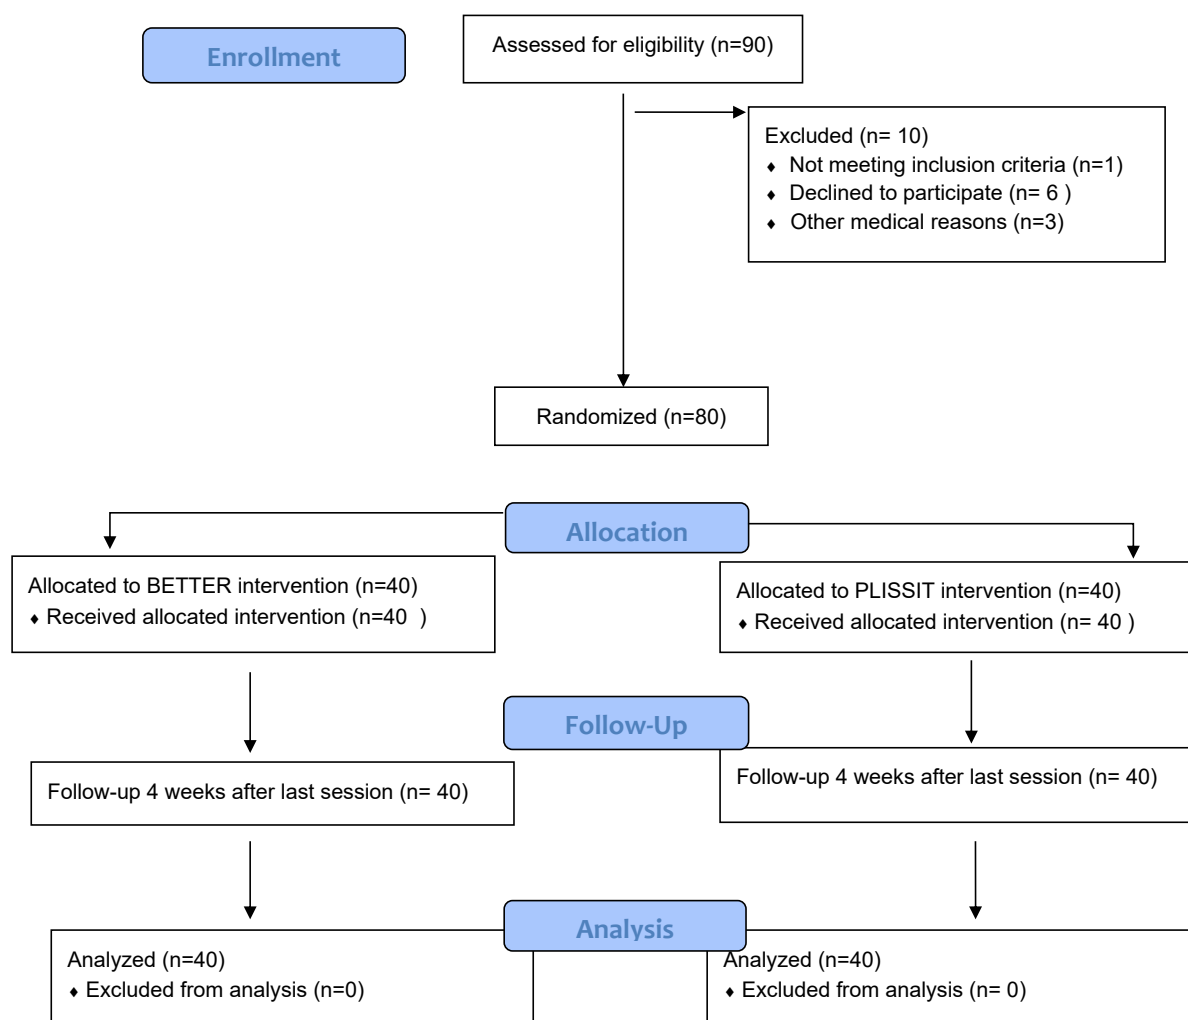 Enrollment
Assessed for eligibility (n=90)
Excluded (n= 10)
♦ Not meeting inclusion criteria (n=1)
♦ Declined to participate (n= 6 )
♦ Other medical reasons (n=3)
Randomized (n=80)
Allocation
Allocated to BETTER intervention (n=40)
♦ Received allocated intervention (n=40  )
Allocated to PLISSIT intervention (n=40)
♦ Received allocated intervention (n= 40 )
Follow-Up
Follow-up 4 weeks after last session (n= 40)
Follow-up 4 weeks after last session (n= 40)
Analysis
Analyzed (n=40)
♦ Excluded from analysis (n=0)
Analyzed (n=40)
♦ Excluded from analysis (n= 0)